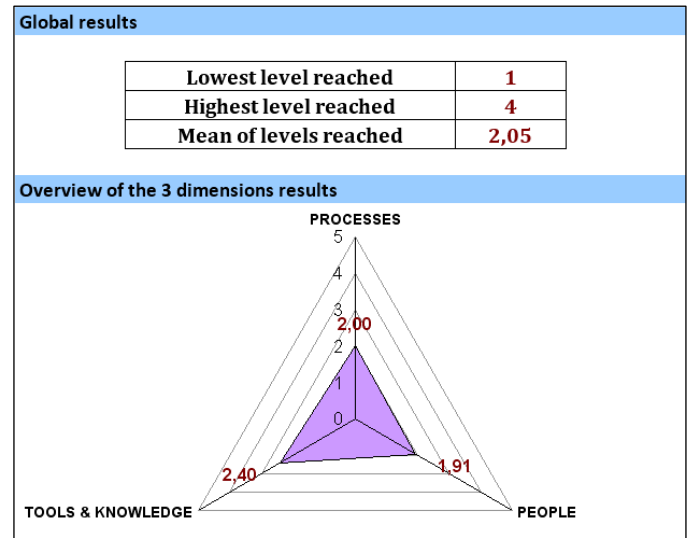 Global results
Lowest level reached 1
Highest level reached 4
Mean of levels reached 2,05
Overview of the 3 dimensions results
PROCESSES
5
4
3
2,00
2
1
0
1,91
2,40
TOOLS & KNOWLEDGE
PEOPLE